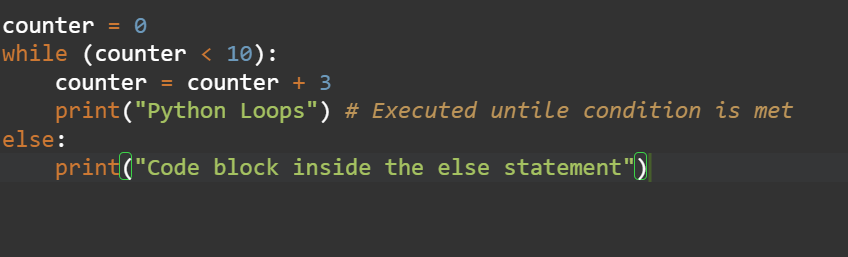 counter = 0
while (counter < 10):
    counter = counter + 3
    print("Python Loops") # Executed untile condition is met
else:
    print("Code block inside the else statement")